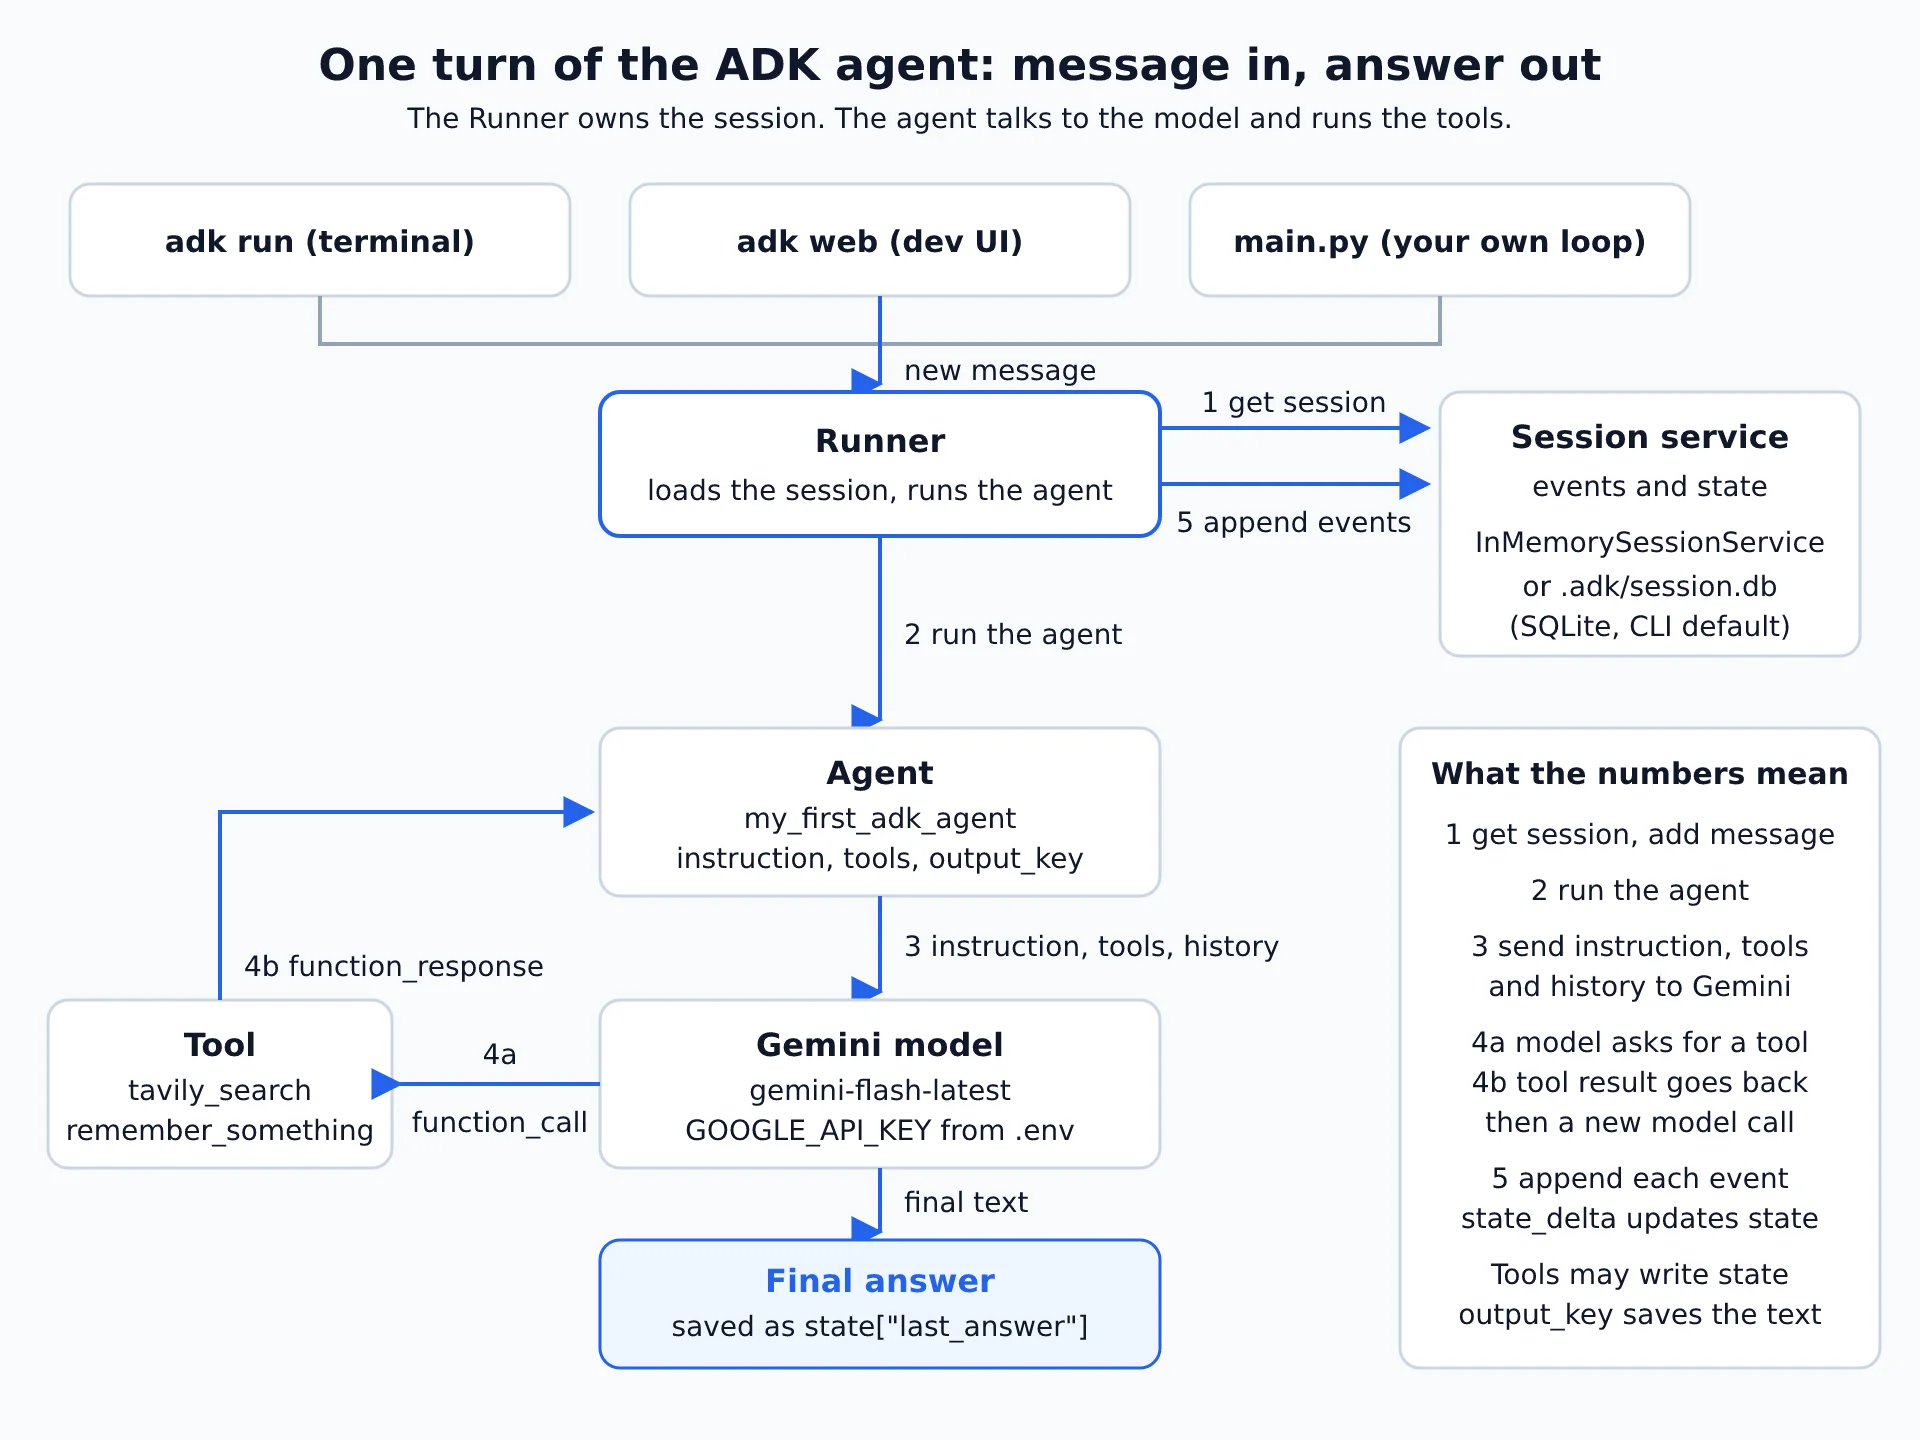 One turn of the ADK agent: message in, answer out
The Runner owns the session. The agent talks to the model and runs the tools.
adk run (terminal)
adk web (dev UI)
main.py (your own loop)
new message
Runner
loads the session, runs the agent
1 get session
5 append events
Session service
events and state
InMemorySessionService
or .adk/session.db
(SQLite, CLI default)
2 run the agent
Agent
my_first_adk_agent
instruction, tools, output_key
3 instruction, tools, history
4b function_response
Tool
tavily_search
remember_something
4a
function_call
Gemini model
gemini-flash-latest
GOOGLE_API_KEY from .env
final text
Final answer
saved as state["last_answer"]
What the numbers mean
1 get session, add message
2 run the agent
3 send instruction, tools
and history to Gemini
4a model asks for a tool
4b tool result goes back
then a new model call
5 append each event
state_delta updates state
Tools may write state
output_key saves the text